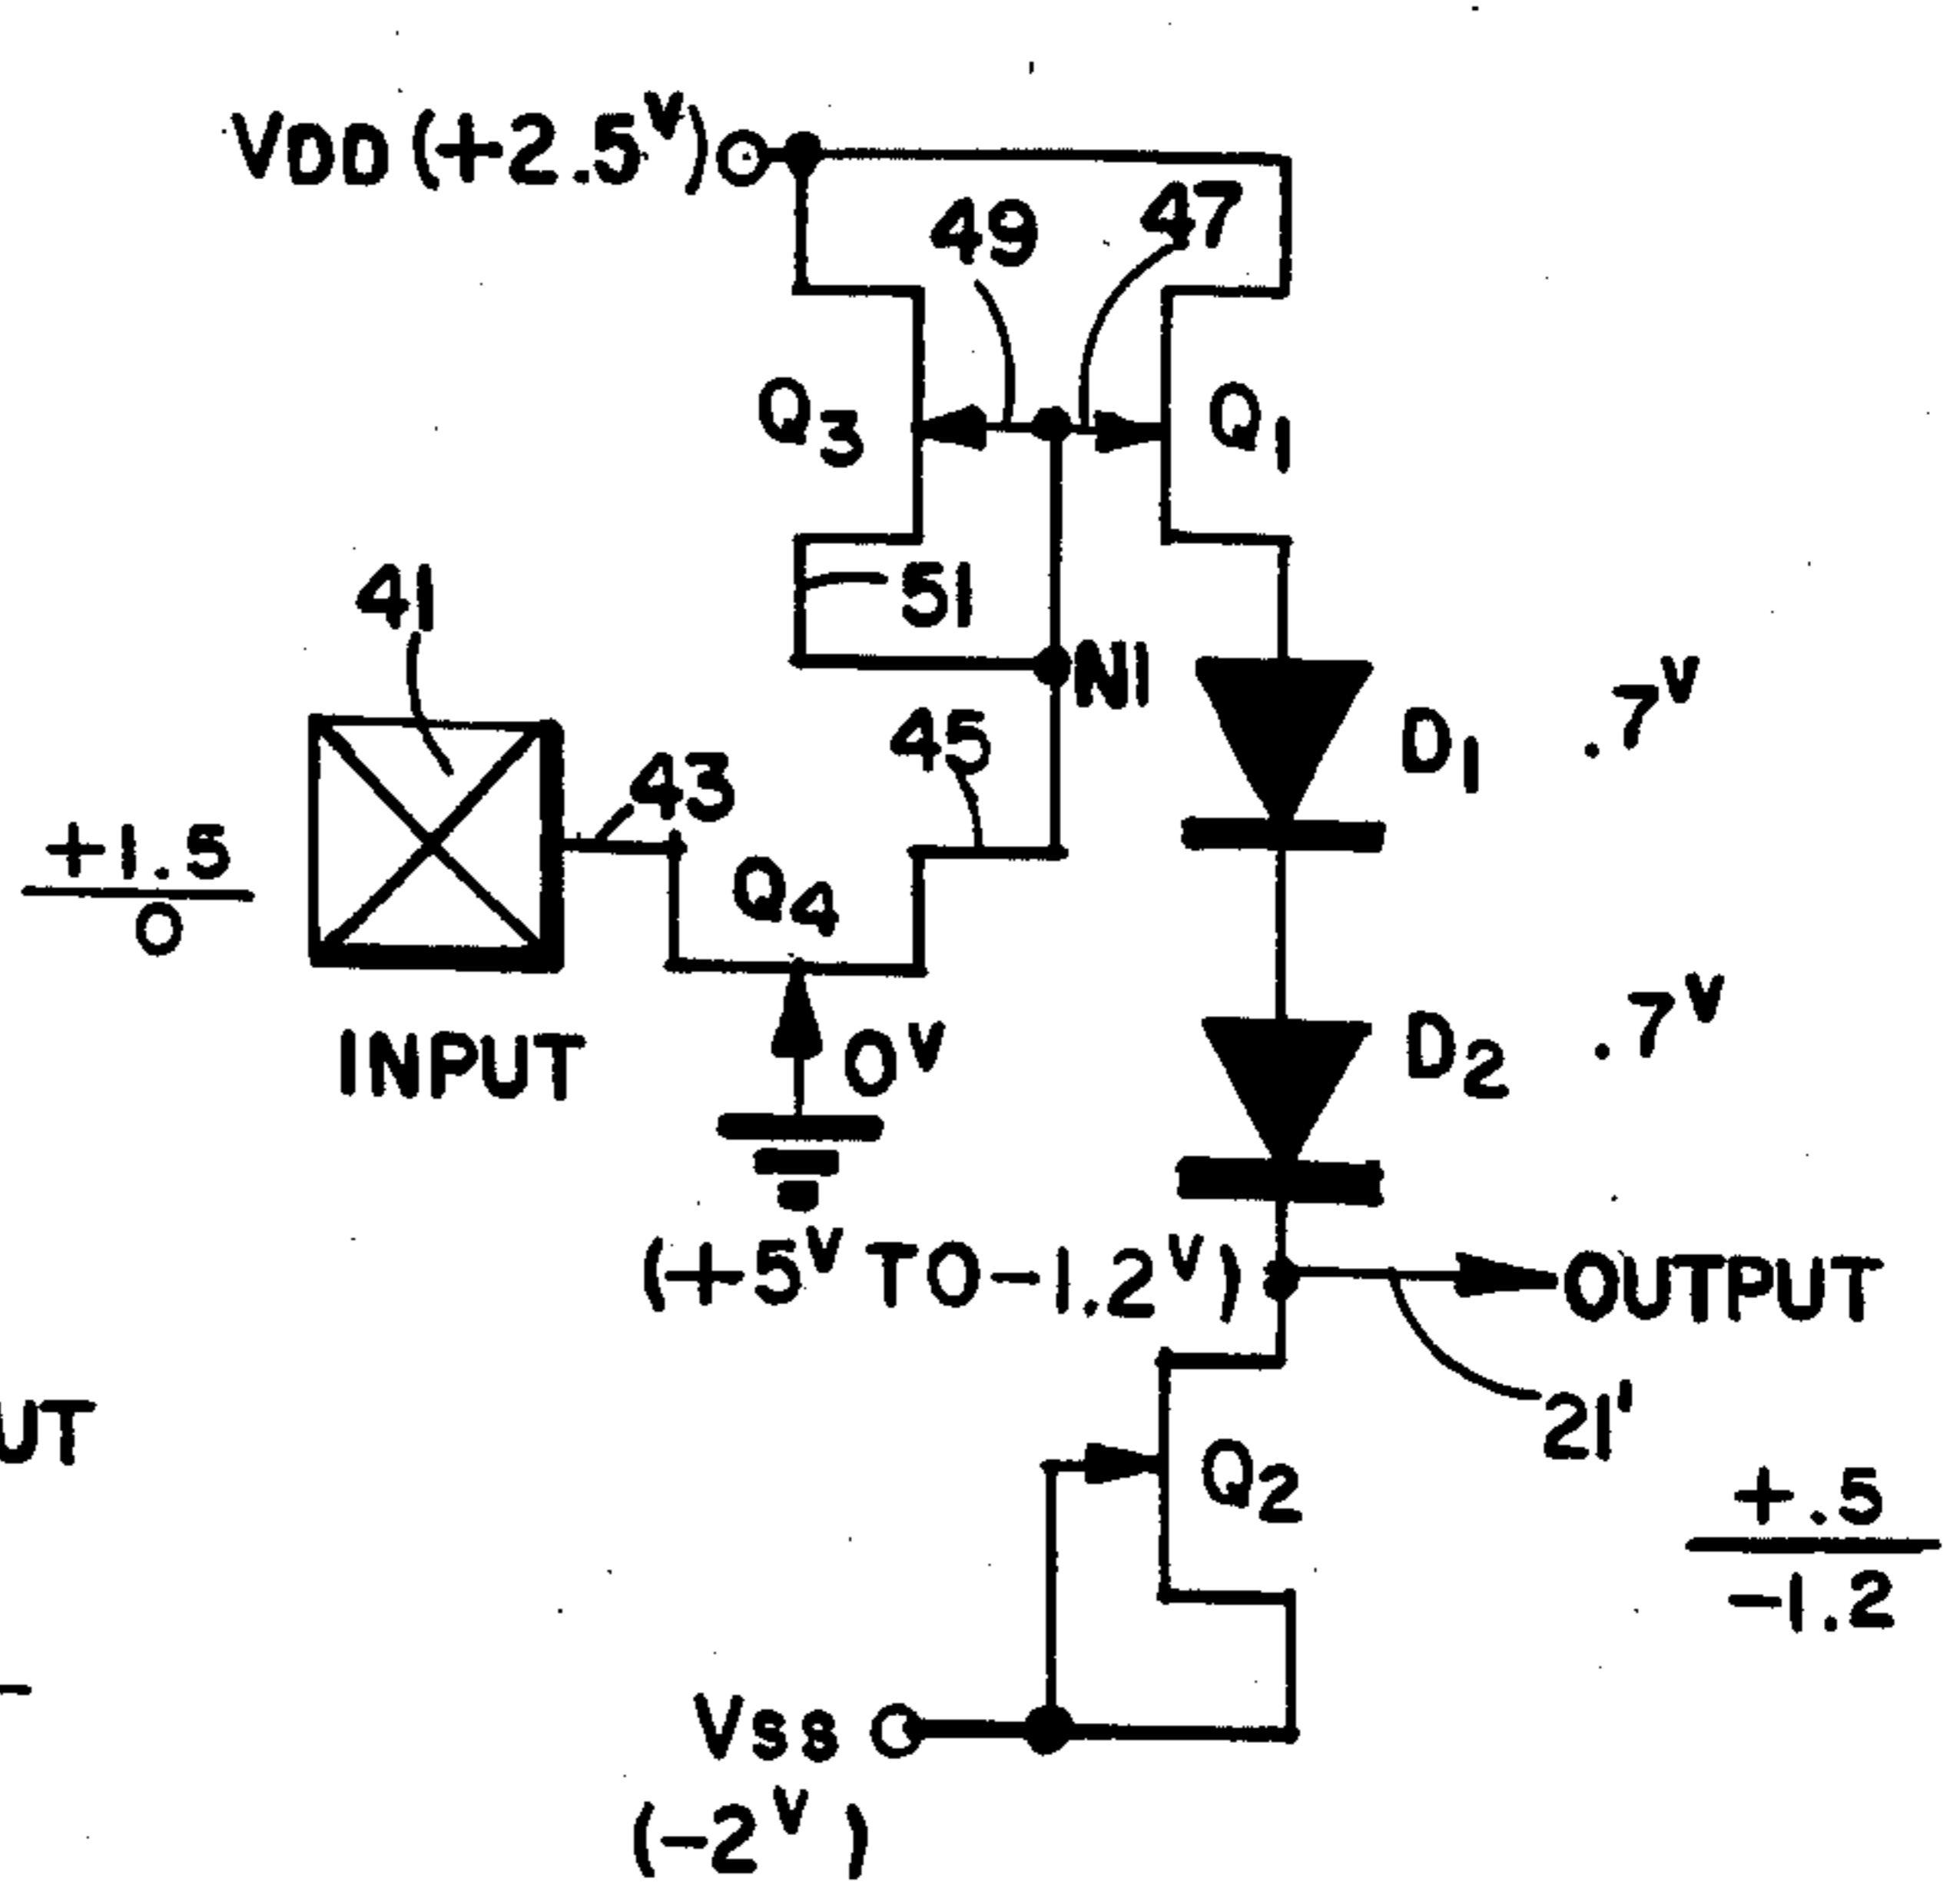 VDD (+2.5V)
49
47
Q3
Q1
51
41
N1
.7V
D1
45
43
+1.5
0
Q4
INPUT
0V
D2
.7V
(+5V TO -1.2V)
OUTPUT
21'
UT
Q2
+.5
-1.2
VSS
(-2V)